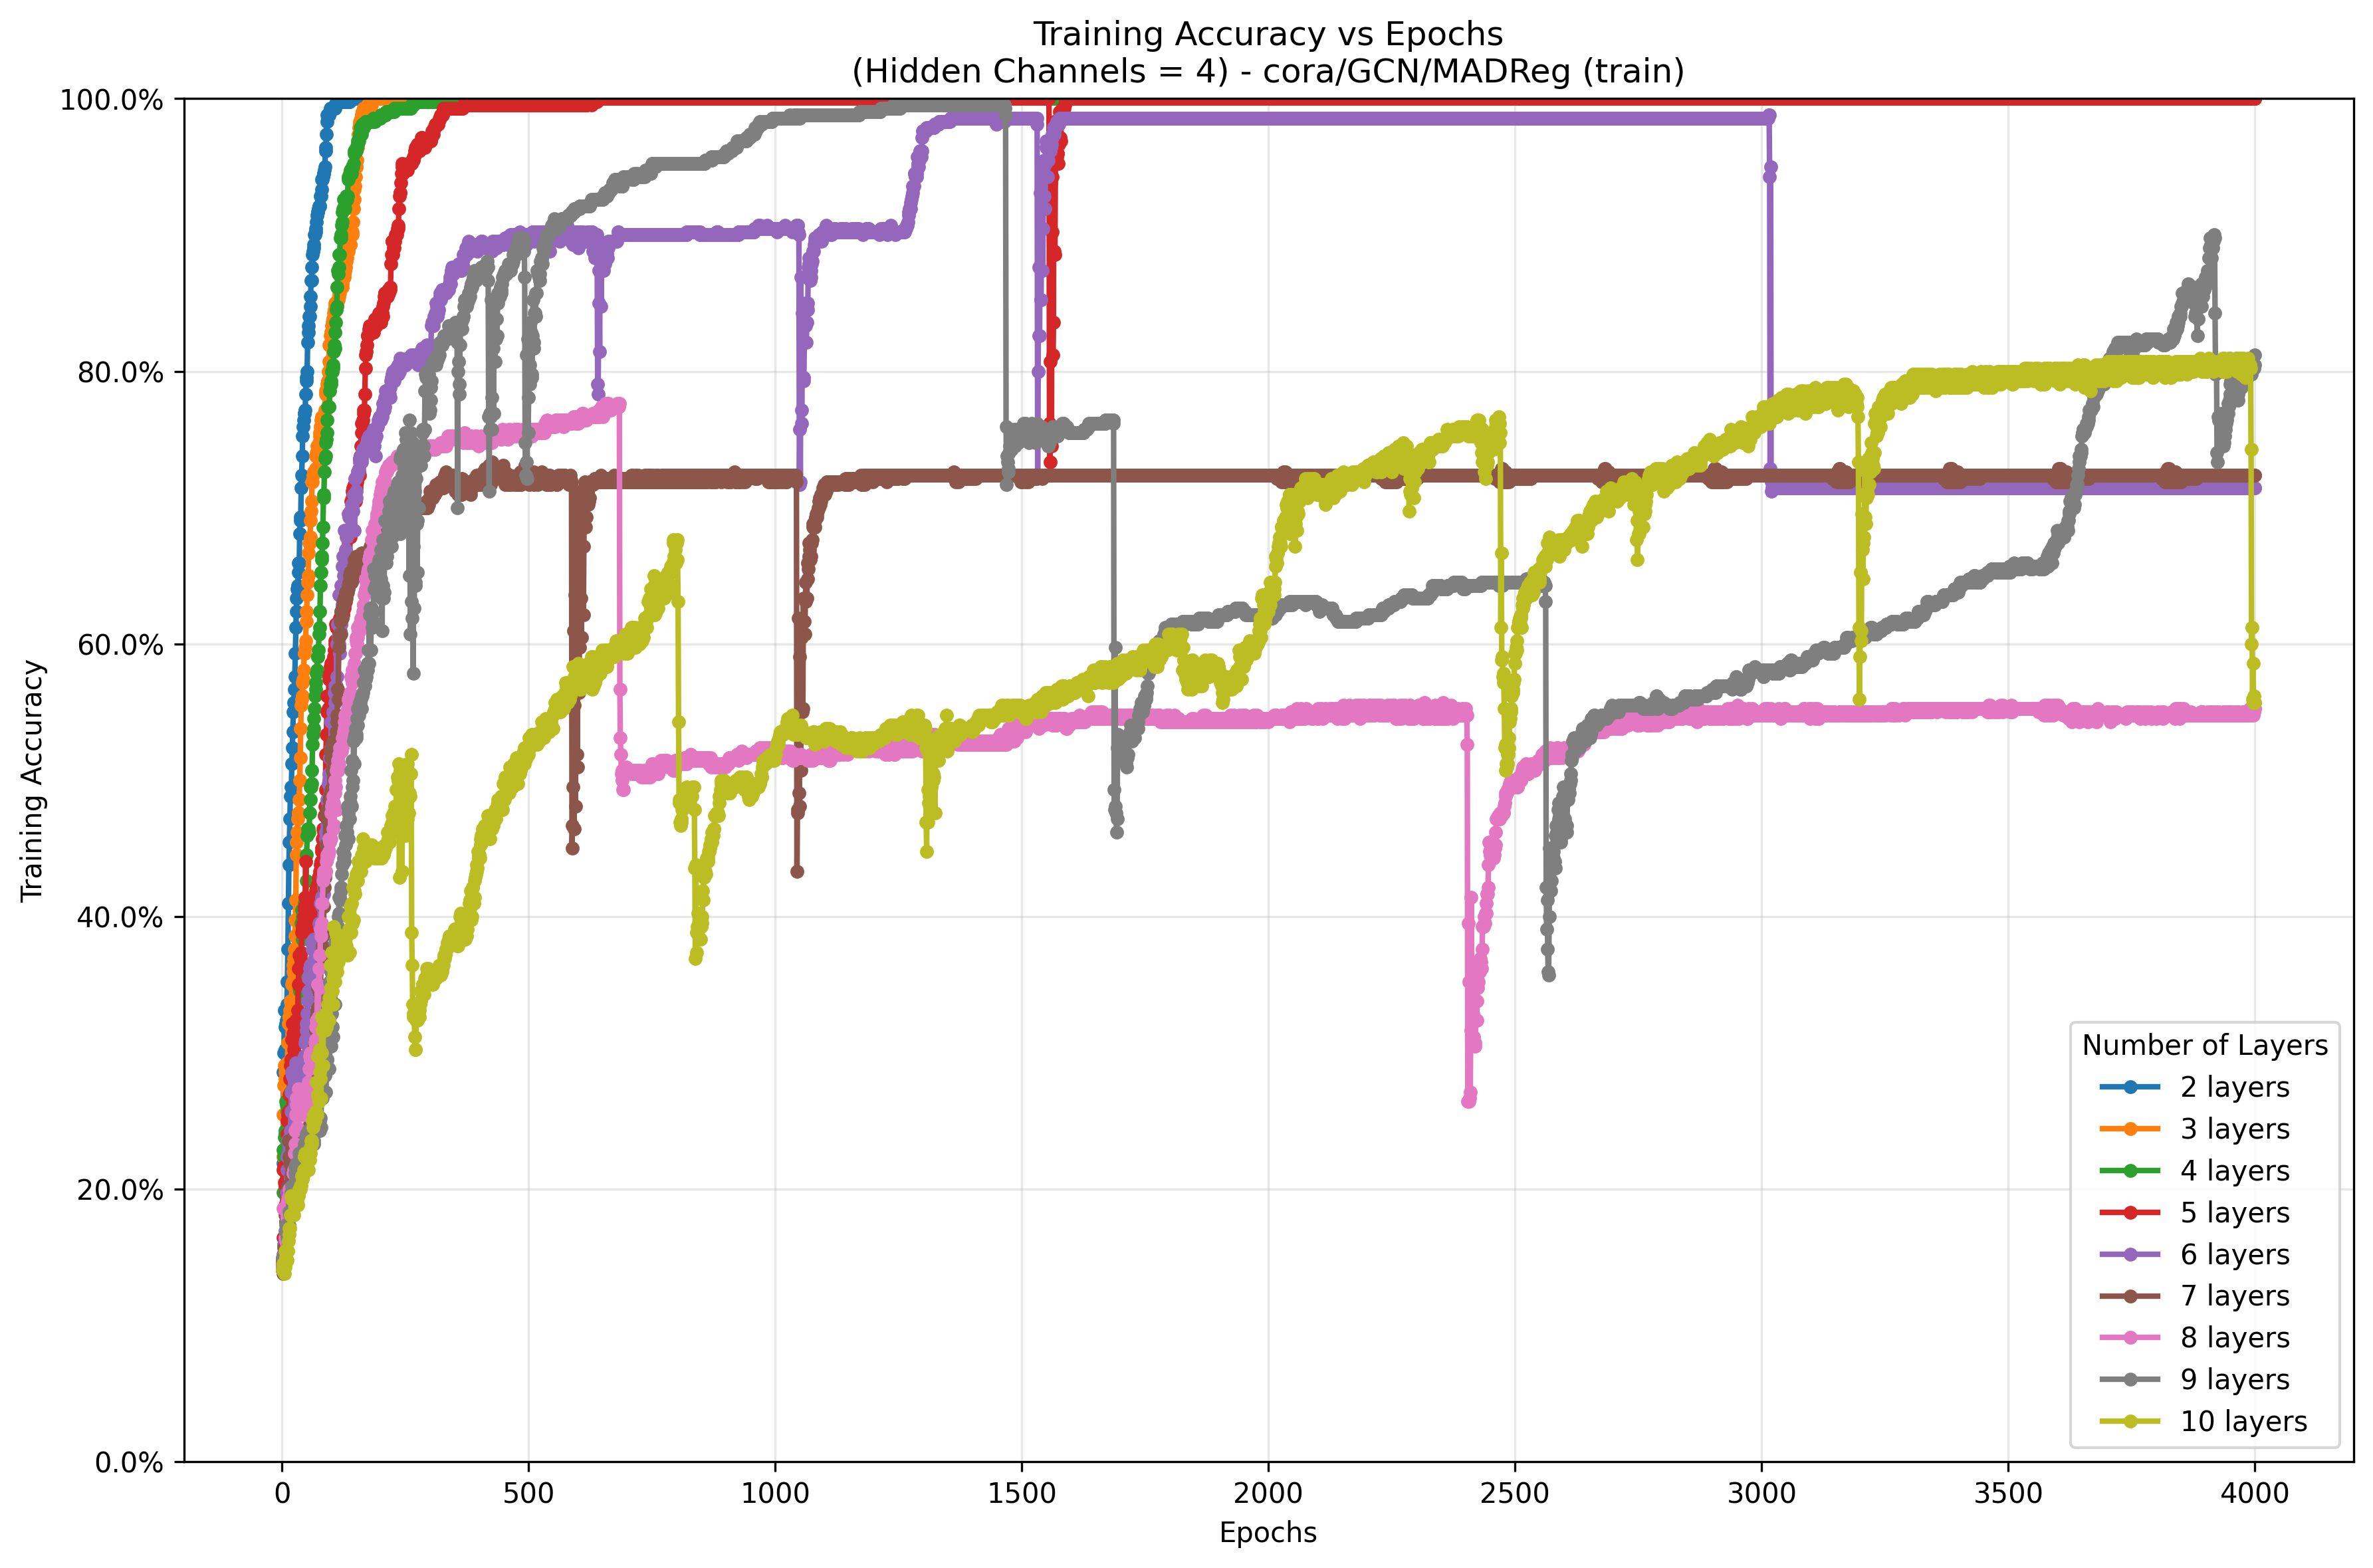 Training Accuracy vs Epochs
(Hidden Channels = 4) - cora/GCN/MADReg (train)
Training Accuracy
100.0%
80.0%
60.0%
40.0%
20.0%
0.0%
0
500
1000
1500
2000
2500
3000
3500
4000
Epochs
Number of Layers
2 layers
3 layers
4 layers
5 layers
6 layers
7 layers
8 layers
9 layers
10 layers